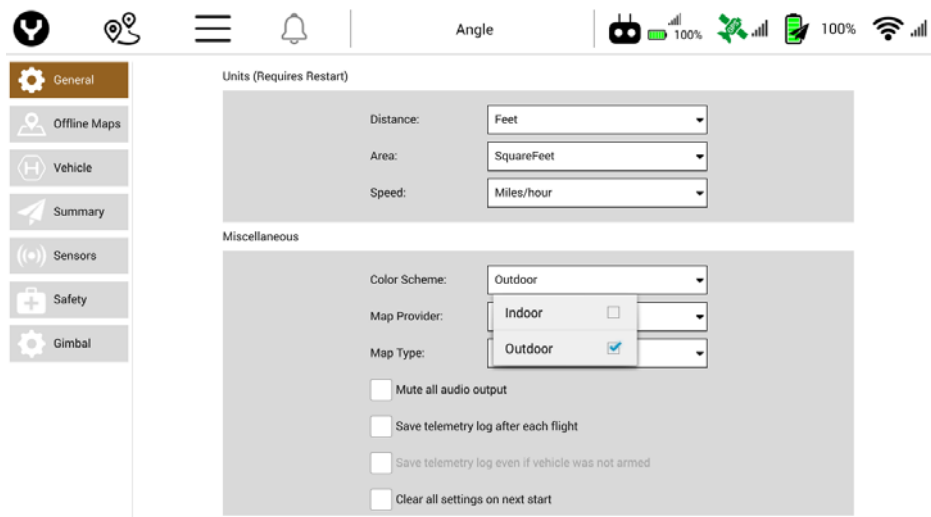 Angle
100%
100%
General
Offline Maps
Vehicle
Summary
Sensors
Safety
Gimbal
Units (Requires Restart)
Distance: Feet
Area: SquareFeet
Speed: Miles/hour
Miscellaneous
Color Scheme: Outdoor
Indoor
Map Provider:
Outdoor
Map Type:
Mute all audio output
Save telemetry log after each flight
Save telemetry log even if vehicle was not armed
Clear all settings on next start